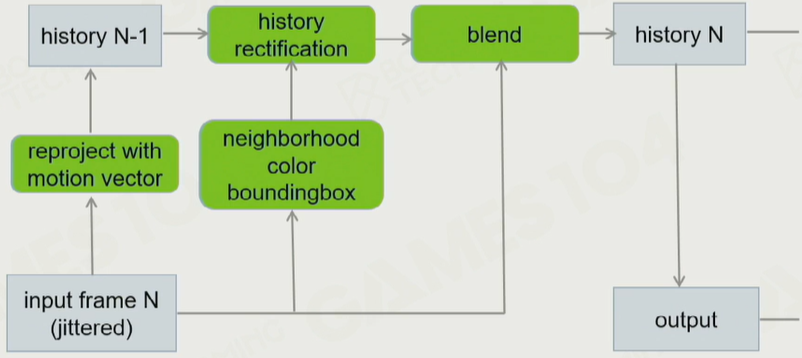 history N-1
history
rectification
blend
history N
reproject with
motion vector
neighborhood
color
boundingbox
input frame N
(jittered)
output
GAMES104